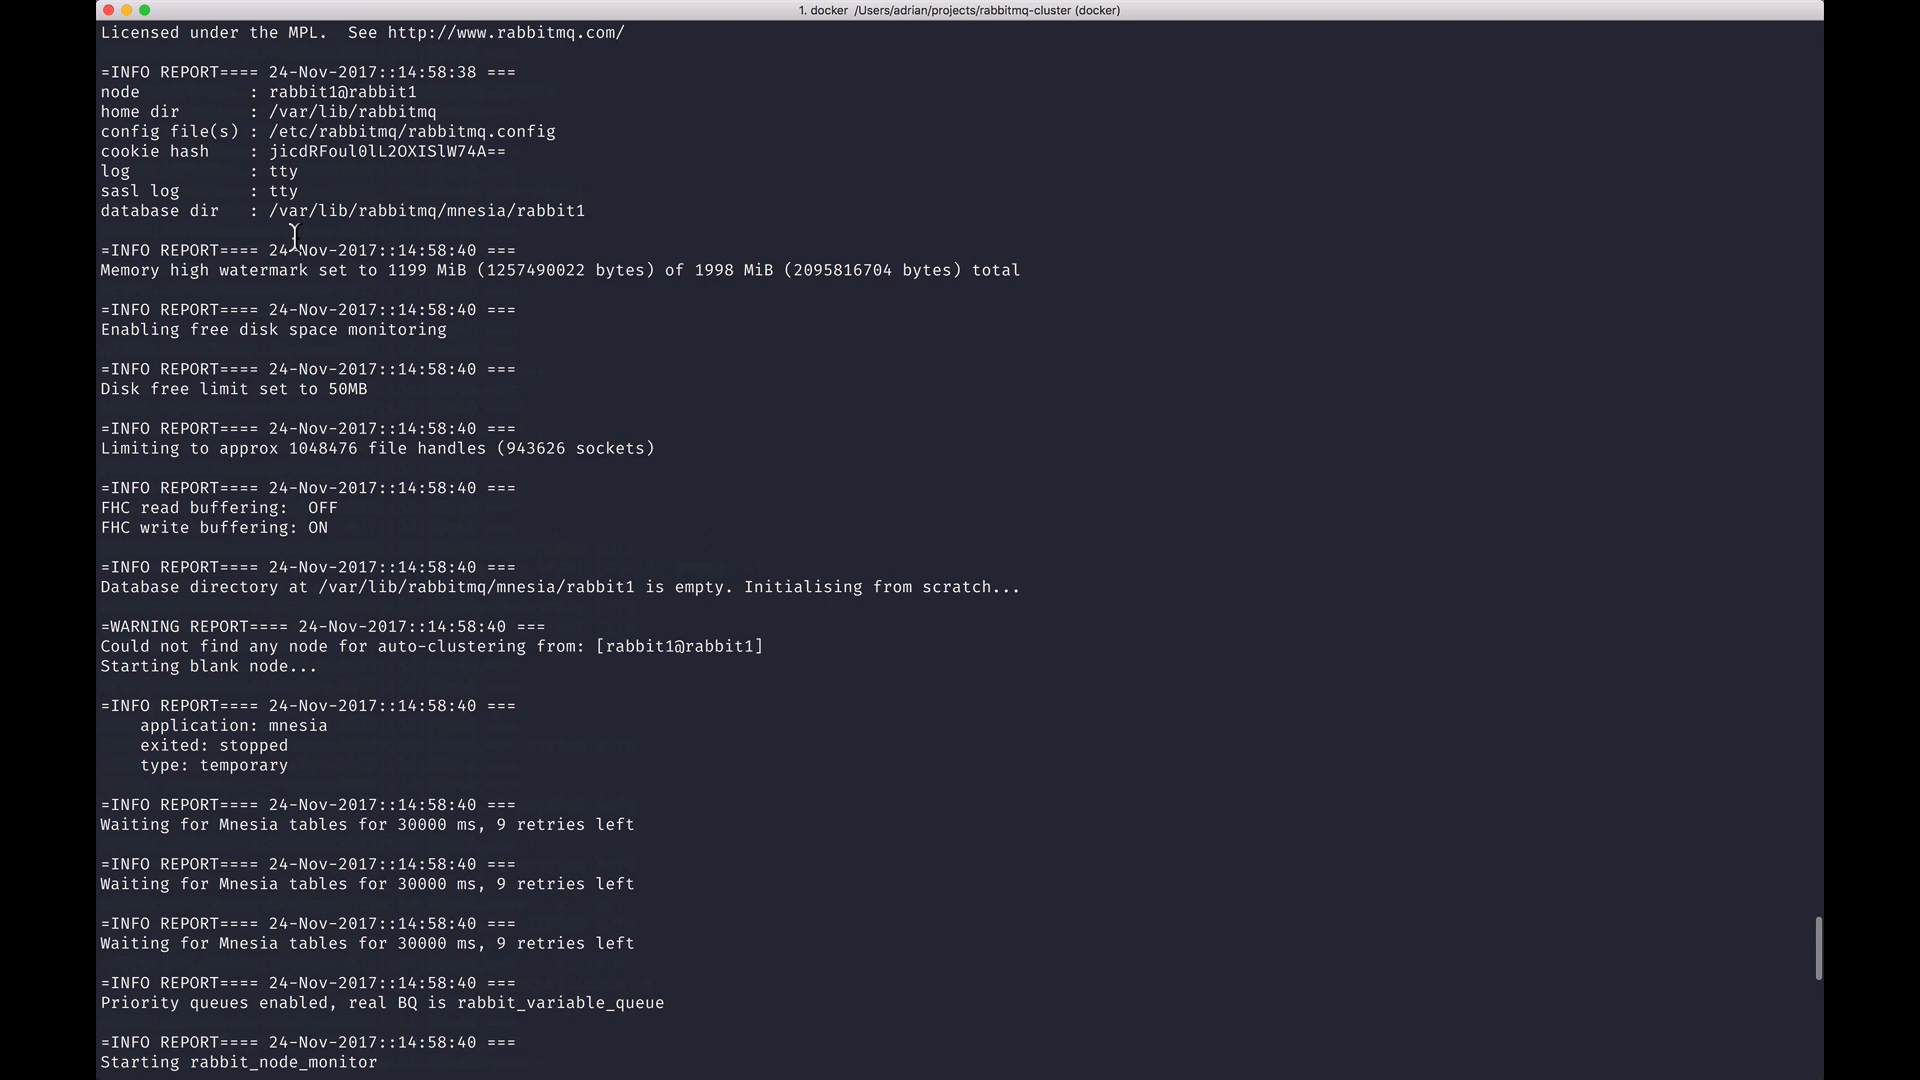 1. docker  /Users/adrian/projects/rabbitmq-cluster (docker)
Licensed under the MPL.  See http://www.rabbitmq.com/
=INFO REPORT==== 24-Nov-2017::14:58:38 ===
node           : rabbit1@rabbit1
home dir       : /var/lib/rabbitmq
config file(s) : /etc/rabbitmq/rabbitmq.config
cookie hash    : jicdRFoul0lL2OXISlW74A==
log            : tty
sasl log       : tty
database dir   : /var/lib/rabbitmq/mnesia/rabbit1
=INFO REPORT==== 24-Nov-2017::14:58:40 ===
Memory high watermark set to 1199 MiB (1257490022 bytes) of 1998 MiB (2095816704 bytes) total
=INFO REPORT==== 24-Nov-2017::14:58:40 ===
Enabling free disk space monitoring
=INFO REPORT==== 24-Nov-2017::14:58:40 ===
Disk free limit set to 50MB
=INFO REPORT==== 24-Nov-2017::14:58:40 ===
Limiting to approx 1048476 file handles (943626 sockets)
=INFO REPORT==== 24-Nov-2017::14:58:40 ===
FHC read buffering:  OFF
FHC write buffering: ON
=INFO REPORT==== 24-Nov-2017::14:58:40 ===
Database directory at /var/lib/rabbitmq/mnesia/rabbit1 is empty. Initialising from scratch...
=WARNING REPORT==== 24-Nov-2017::14:58:40 ===
Could not find any node for auto-clustering from: [rabbit1@rabbit1]
Starting blank node...
=INFO REPORT==== 24-Nov-2017::14:58:40 ===
    application: mnesia
    exited: stopped
    type: temporary
=INFO REPORT==== 24-Nov-2017::14:58:40 ===
Waiting for Mnesia tables for 30000 ms, 9 retries left
=INFO REPORT==== 24-Nov-2017::14:58:40 ===
Waiting for Mnesia tables for 30000 ms, 9 retries left
=INFO REPORT==== 24-Nov-2017::14:58:40 ===
Waiting for Mnesia tables for 30000 ms, 9 retries left
=INFO REPORT==== 24-Nov-2017::14:58:40 ===
Priority queues enabled, real BQ is rabbit_variable_queue
=INFO REPORT==== 24-Nov-2017::14:58:40 ===
Starting rabbit_node_monitor